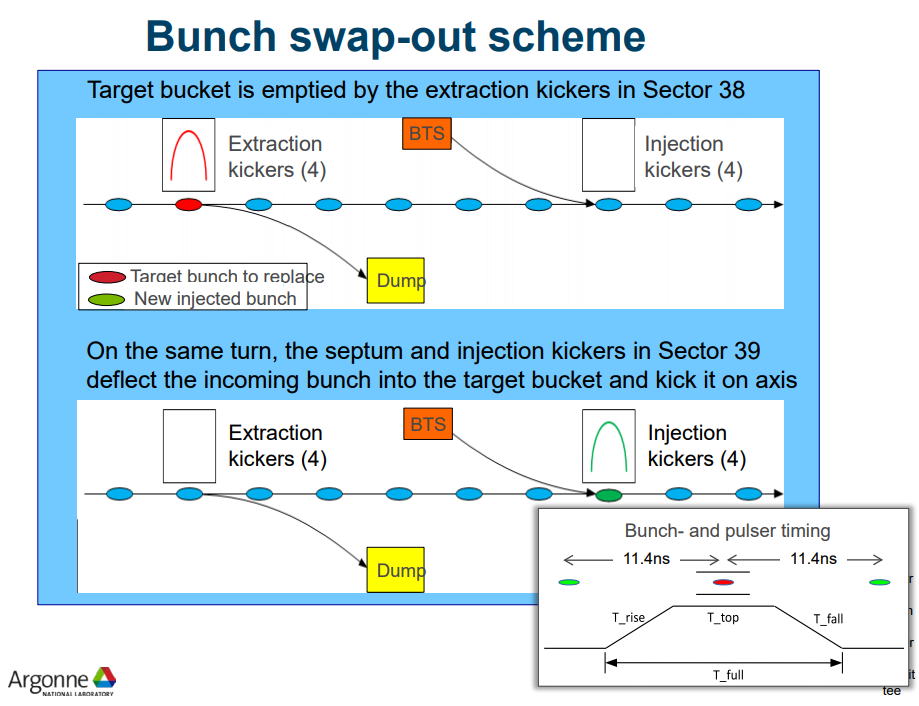 Bunch swap-out scheme
Target bucket is emptied by the extraction kickers in Sector 38
Extraction
kickers (4)
BTS
Injection
kickers (4)
Dump
Target bunch to replace
New injected bunch
On the same turn, the septum and injection kickers in Sector 39
deflect the incoming bunch into the target bucket and kick it on axis
Extraction
kickers (4)
BTS
Injection
kickers (4)
Dump
Bunch- and pulser timing
11.4ns
11.4ns
T_rise
T_top
T_fall
T_full
r
r
it
tee
Argonne
NATIONAL LABORATORY